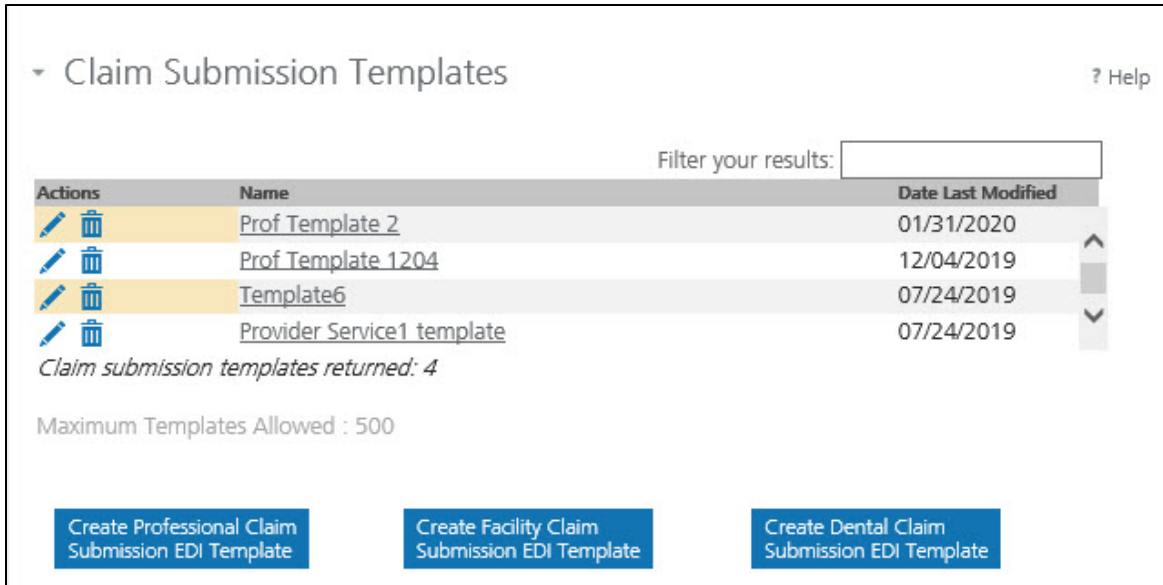 Claim Submission Templates
? Help
Filter your results:
Actions Name Date Last Modified
Prof Template 2 01/31/2020
Prof Template 1204 12/04/2019
Template6 07/24/2019
Provider Service1 template 07/24/2019
Claim submission templates returned: 4
Maximum Templates Allowed : 500
Create Professional Claim
Submission EDI Template
Create Facility Claim
Submission EDI Template
Create Dental Claim
Submission EDI Template